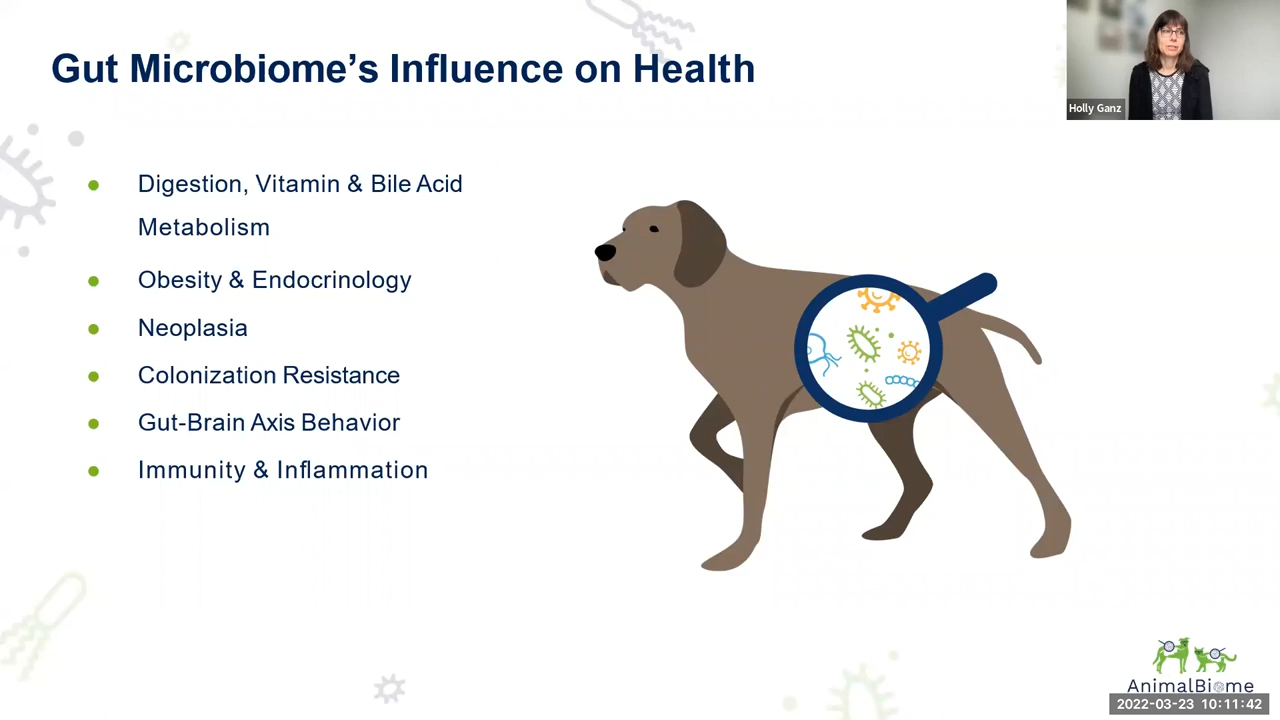 Gut Microbiome’s Influence on Health
Holly Ganz
● Digestion, Vitamin & Bile Acid
Metabolism
● Obesity & Endocrinology
● Neoplasia
● Colonization Resistance
● Gut-Brain Axis Behavior
● Immunity & Inflammation
AnimalBiome
2022-03-23 10:11:42